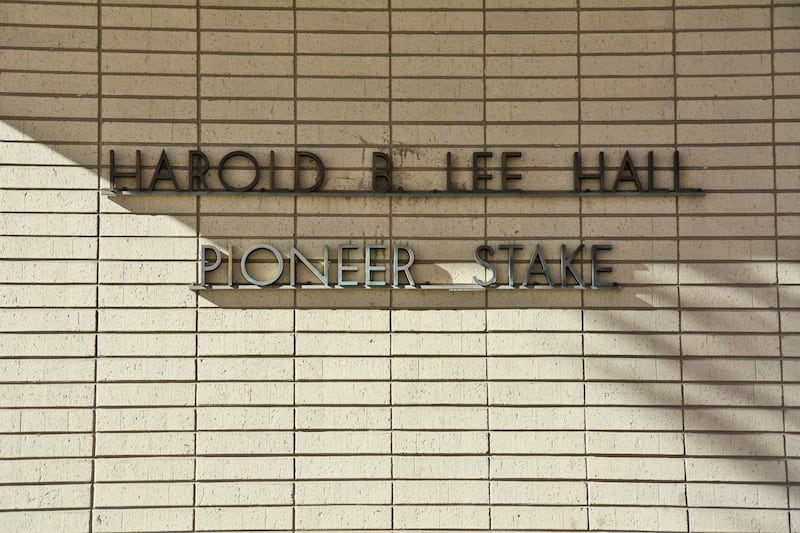 HAROLD B. LEE HALL
PIONEER STAKE